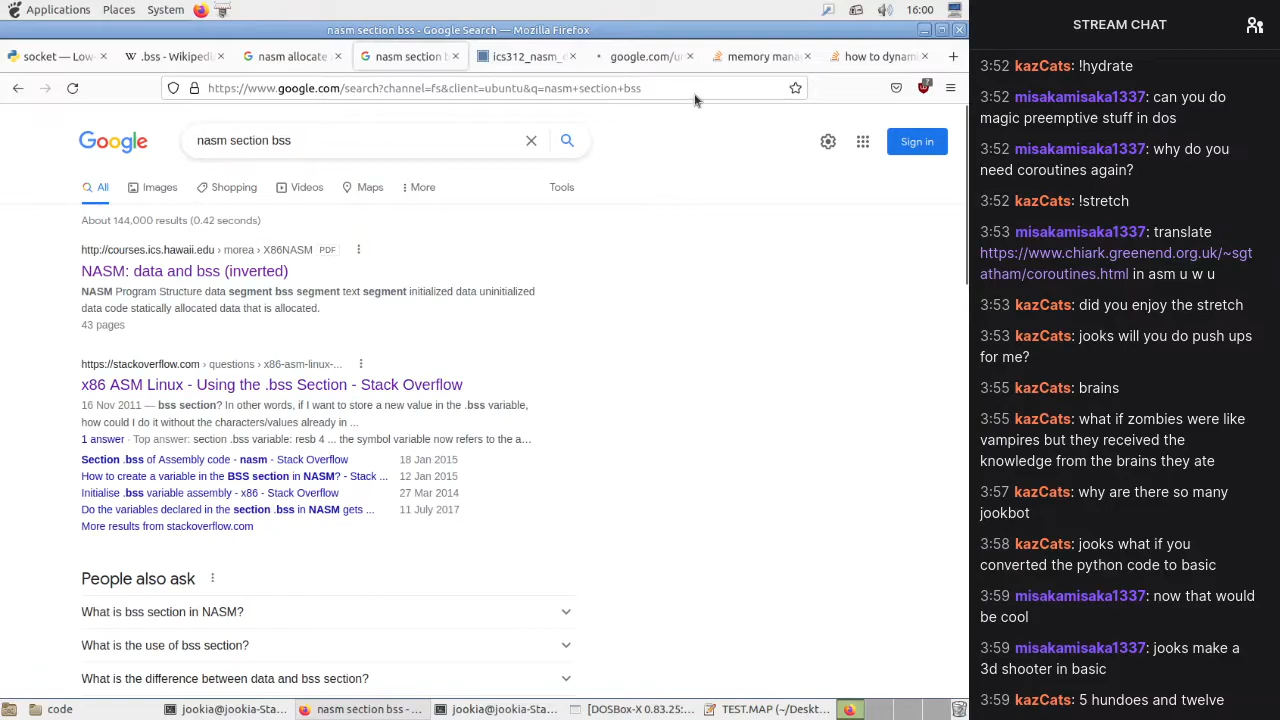 Applications Places System 16:00
nasm section bss - Google Search — Mozilla Firefox
socket — Low- .bss - Wikiped nasm allocate nasm section b ics312_nasm_ google.com/u memory mana how to dynami
https://www.google.com/search?channel=fs&client=ubuntu&q=nasm+section+bss
Google nasm section bss Sign in
All Images Shopping Videos Maps More Tools
About 144,000 results (0.42 seconds)
http://courses.ics.hawaii.edu › morea › X86NASM PDF
NASM: data and bss (inverted)
NASM Program Structure data segment bss segment text segment initialized data uninitialized
data code statically allocated data that is allocated.
43 pages
https://stackoverflow.com › questions › x86-asm-linux-...
x86 ASM Linux - Using the .bss Section - Stack Overflow
16 Nov 2011 — bss section? In other words, if I want to store a new value in the .bss variable,
how could I do it without the characters/values already in ...
1 answer · Top answer: section .bss variable: resb 4 ... the symbol variable now refers to the a...
Section .bss of Assembly code - nasm - Stack Overflow 18 Jan 2015
How to create a variable in the BSS section in NASM? - Stack ... 12 Jan 2015
Initialise .bss variable assembly - x86 - Stack Overflow 27 Mar 2014
Do the variables declared in the section .bss in NASM gets ... 11 July 2017
More results from stackoverflow.com
People also ask
What is bss section in NASM?
What is the use of bss section?
What is the difference between data and bss section?
code jookia@jookia-Sta... nasm section bss - ... jookia@jookia-Sta... [DOSBox-X 0.83.25:... TEST.MAP (~/Deskt...
STREAM CHAT
3:52 kazCats: !hydrate
3:52 misakamisaka1337: can you do
magic preemptive stuff in dos
3:52 misakamisaka1337: why do you
need coroutines again?
3:52 kazCats: !stretch
3:53 misakamisaka1337: translate
https://www.chiark.greenend.org.uk/~sgt
atham/coroutines.html in asm u w u
3:53 kazCats: did you enjoy the stretch
3:53 kazCats: jooks will you do push ups
for me?
3:55 kazCats: brains
3:55 kazCats: what if zombies were like
vampires but they received the
knowledge from the brains they ate
3:57 kazCats: why are there so many
jookbot
3:58 kazCats: jooks what if you
converted the python code to basic
3:59 misakamisaka1337: now that would
be cool
3:59 misakamisaka1337: jooks make a
3d shooter in basic
3:59 kazCats: 5 hundoes and twelve